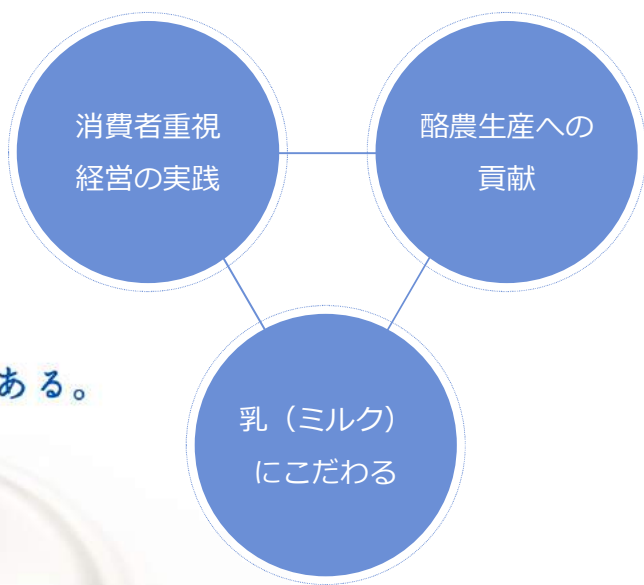 消費者重視
経営の実践
酪農生産への
貢献
ある。
乳（ミルク）
にこだわる